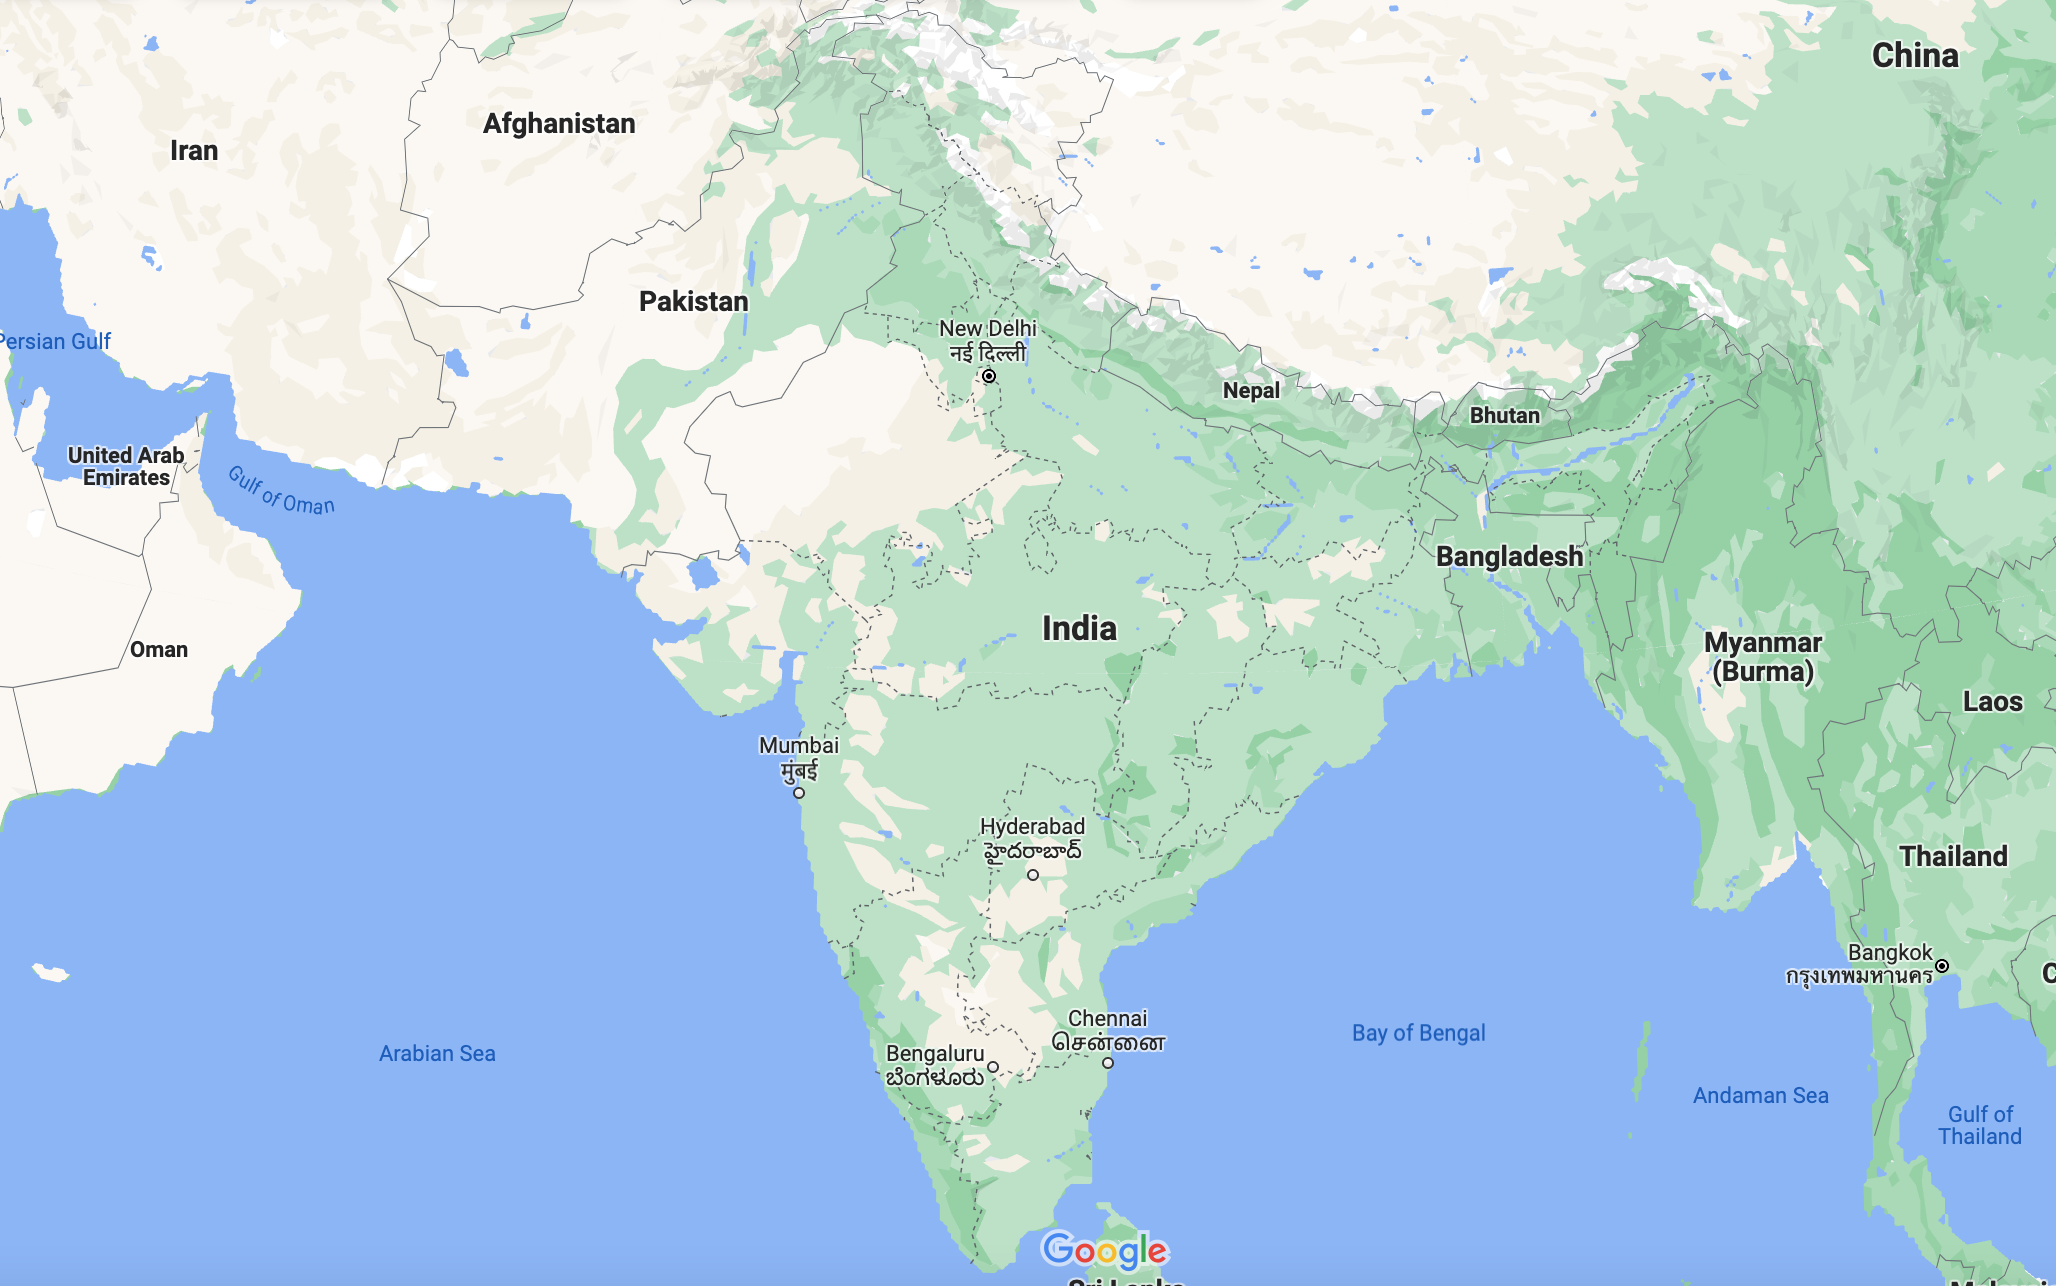 China
Afghanistan
Iran
Pakistan
New Delhi
नई दिल्ली
Persian Gulf
Nepal
Bhutan
United Arab
Emirates
Gulf of Oman
Bangladesh
India
Oman
Myanmar
(Burma)
Laos
Mumbai
मुंबई
Hyderabad
హైదరాబాద్
Thailand
Bangkok
กรุงเทพมหานคร
Chennai
சென்னை
Bengaluru
ಬೆಂಗಳೂರು
Arabian Sea
Bay of Bengal
Andaman Sea
Gulf of
Thailand
Google
Sri Lanka